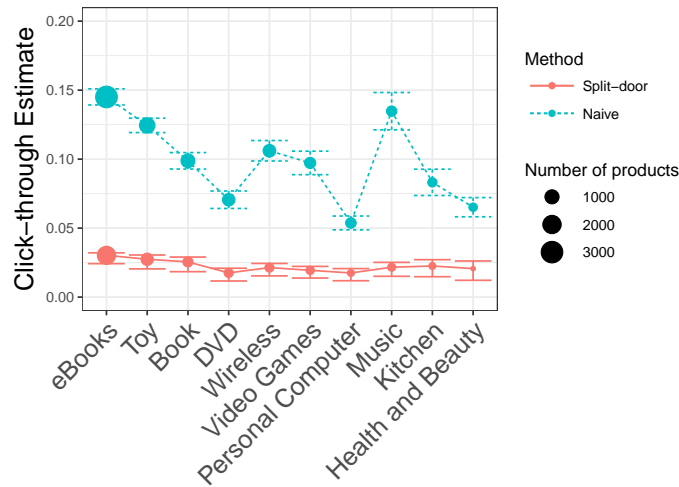 Click−through Estimate
0.20
0.15
0.10
0.05
0.00
eBooks
Toy
Book
DVD
Wireless
Video Games
Personal Computer
Music
Kitchen
Health and Beauty
Method
Split−door
Naive
Number of products
1000
2000
3000